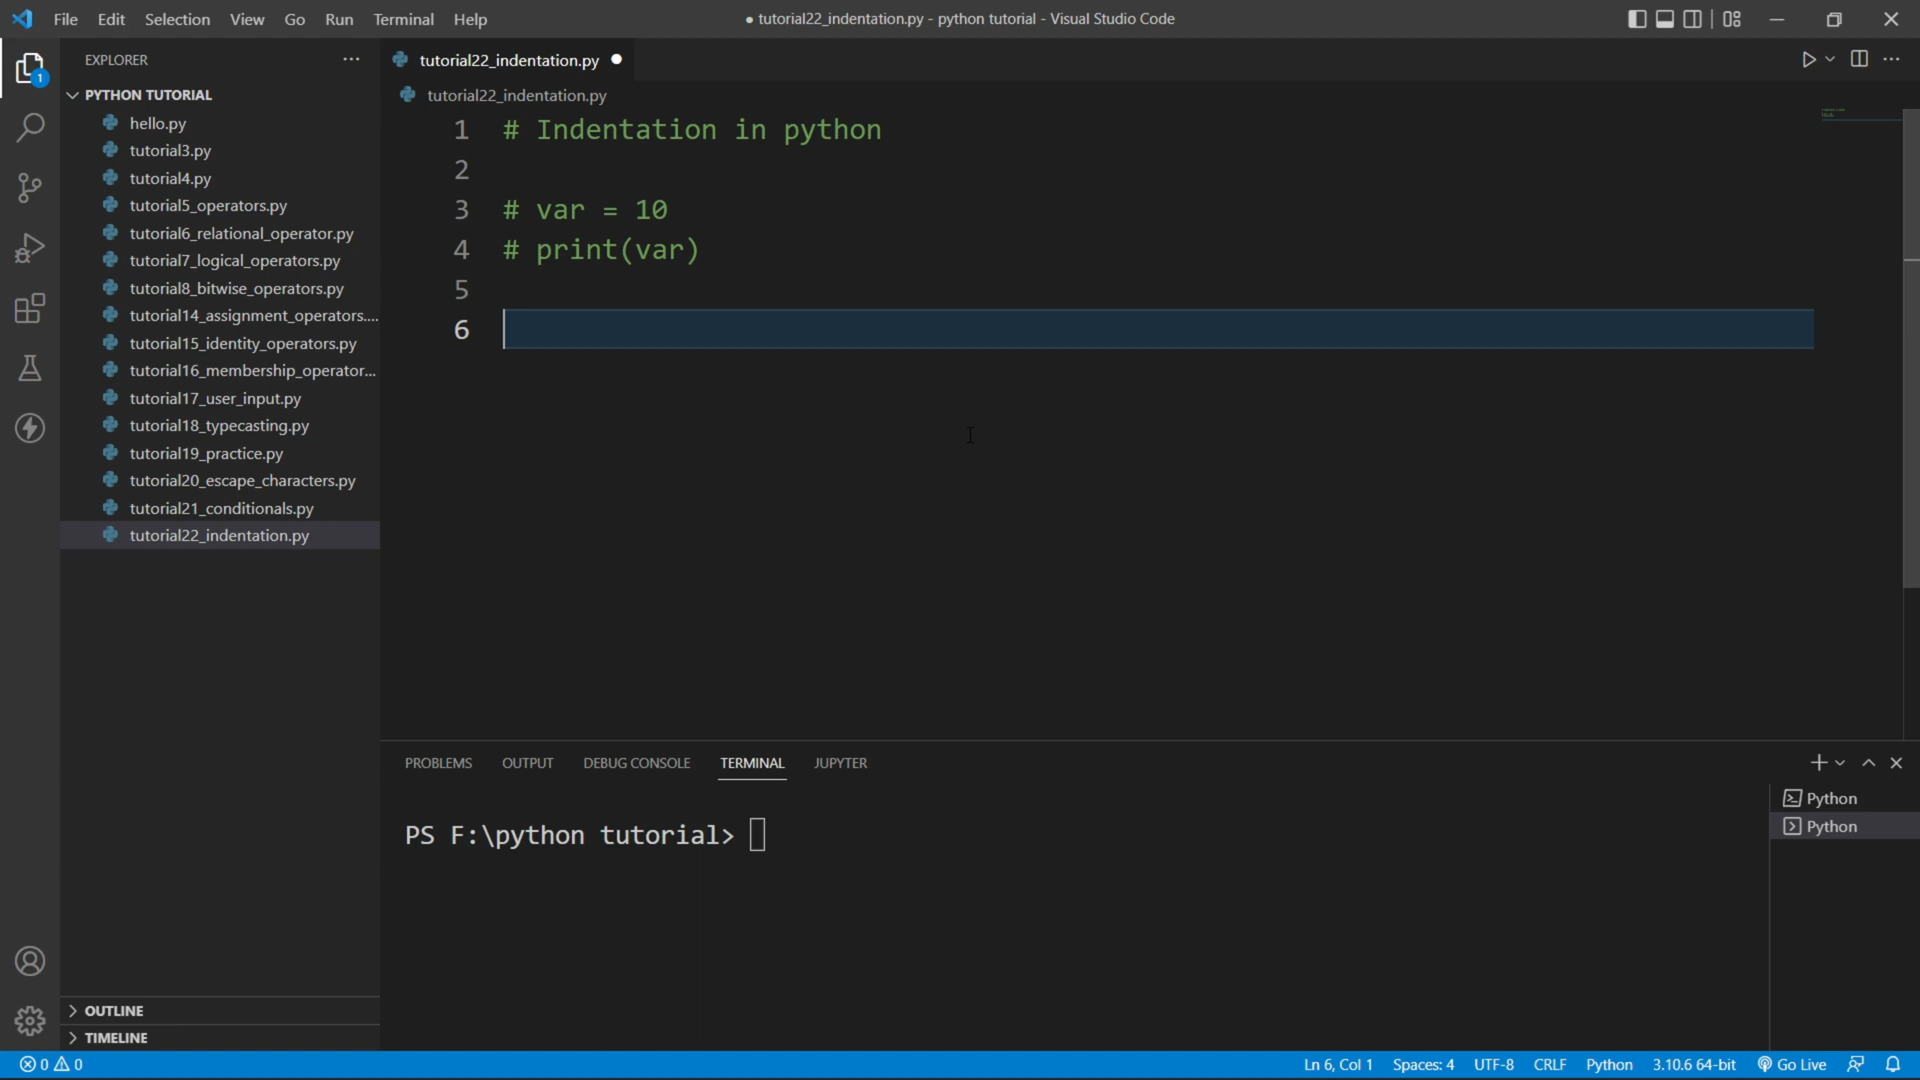 File Edit Selection View Go Run Terminal Help
● tutorial22_indentation.py - python tutorial - Visual Studio Code
EXPLORER
1
PYTHON TUTORIAL
hello.py
tutorial3.py
tutorial4.py
tutorial5_operators.py
tutorial6_relational_operator.py
tutorial7_logical_operators.py
tutorial8_bitwise_operators.py
tutorial14_assignment_operators....
tutorial15_identity_operators.py
tutorial16_membership_operator...
tutorial17_user_input.py
tutorial18_typecasting.py
tutorial19_practice.py
tutorial20_escape_characters.py
tutorial21_conditionals.py
tutorial22_indentation.py
OUTLINE
TIMELINE
tutorial22_indentation.py
tutorial22_indentation.py
1 # Indentation in python
2
3 # var = 10
4 # print(var)
5
6
PROBLEMS OUTPUT DEBUG CONSOLE TERMINAL JUPYTER
PS F:\python tutorial>
Python
Python
0 0
Ln 6, Col 1 Spaces: 4 UTF-8 CRLF Python 3.10.6 64-bit Go Live